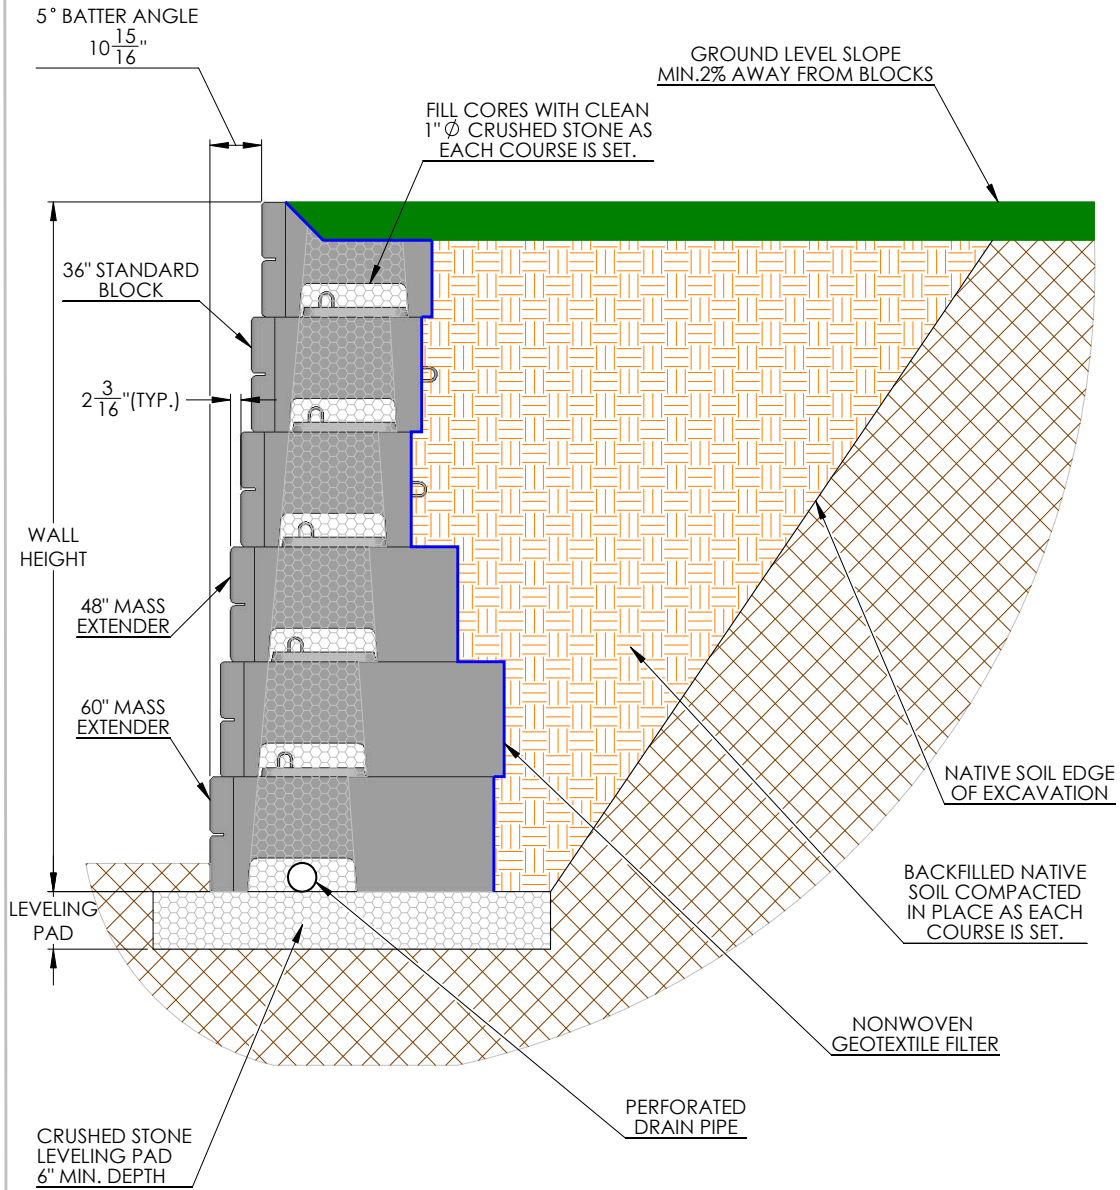 5° BATTER ANGLE
10 15/16"
GROUND LEVEL SLOPE
MIN.2% AWAY FROM BLOCKS
FILL CORES WITH CLEAN
1"Ø CRUSHED STONE AS
EACH COURSE IS SET.
36" STANDARD
BLOCK
2 3/16"(TYP.)
WALL
HEIGHT
48" MASS
EXTENDER
60" MASS
EXTENDER
NATIVE SOIL EDGE
OF EXCAVATION
BACKFILLED NATIVE
SOIL COMPACTED
IN PLACE AS EACH
COURSE IS SET.
LEVELING
PAD
NONWOVEN
GEOTEXTILE FILTER
PERFORATED
DRAIN PIPE
CRUSHED STONE
LEVELING PAD
6" MIN. DEPTH